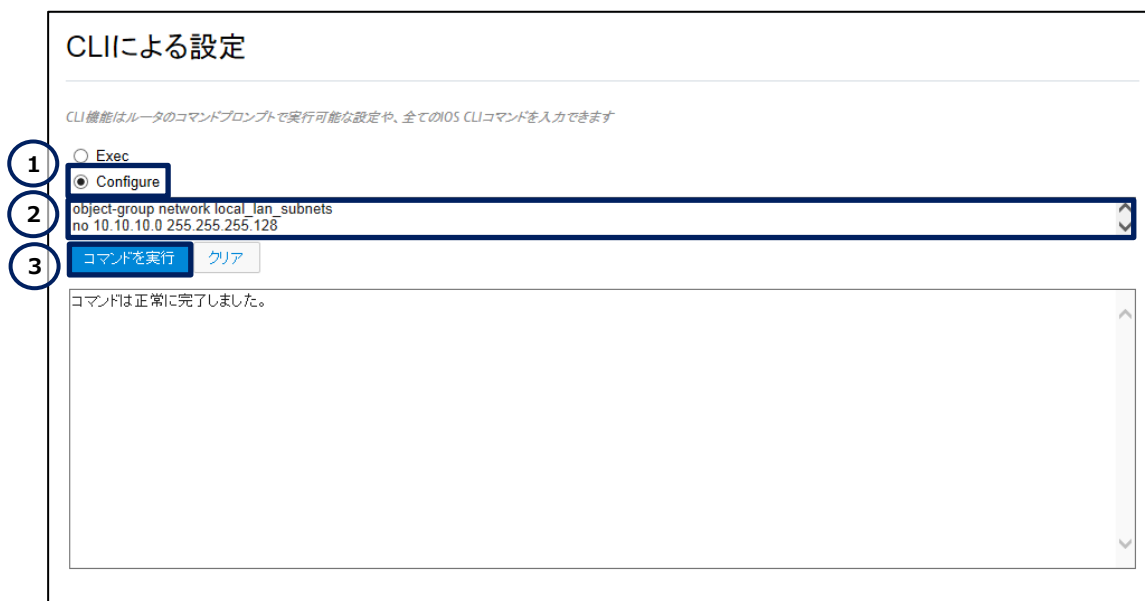 CLIによる設定
CLI機能はルータのコマンドプロンプトで実行可能な設定や、全てのIOS CLIコマンドを入力できます
1
Exec
Configure
2
object-group network local_lan_subnets
no 10.10.10.0 255.255.255.128
3
コマンドを実行 クリア
コマンドは正常に完了しました。